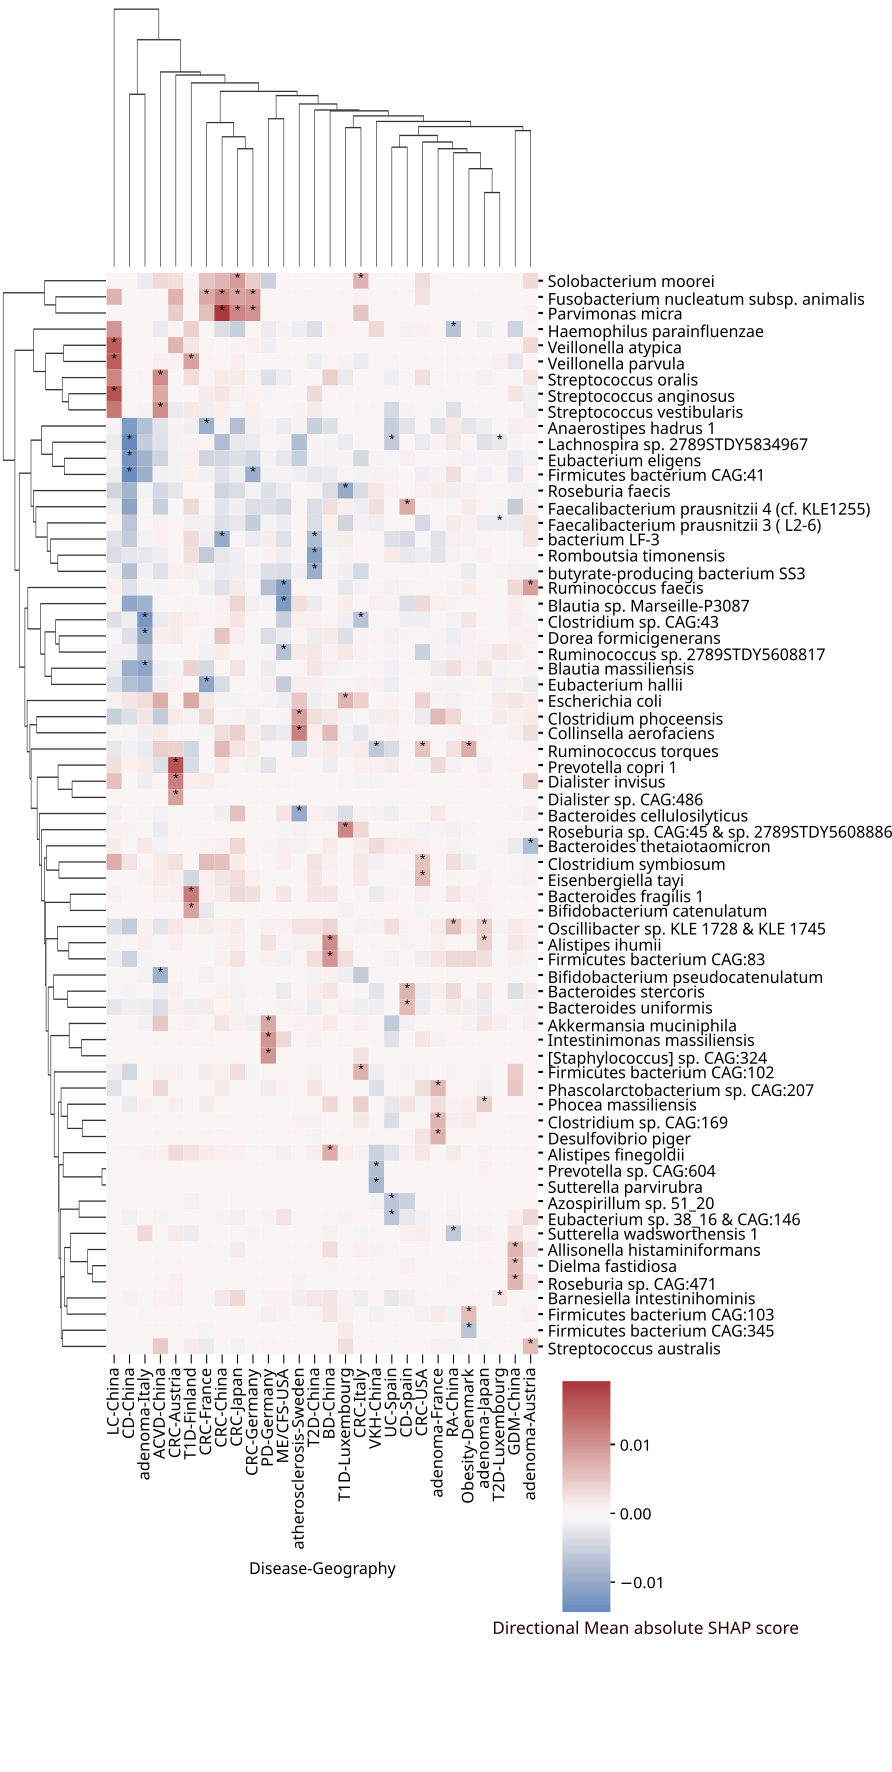 Solobacterium moorei
Fusobacterium nucleatum subsp. animalis
Parvimonas micra
Haemophilus parainfluenzae
Veillonella atypica
Veillonella parvula
Streptococcus oralis
Streptococcus anginosus
Streptococcus vestibularis
Anaerostipes hadrus 1
Lachnospira sp. 2789STDY5834967
Eubacterium eligens
Firmicutes bacterium CAG:41
Roseburia faecis
Faecalibacterium prausnitzii 4 (cf. KLE1255)
Faecalibacterium prausnitzii 3 ( L2-6)
bacterium LF-3
Romboutsia timonensis
butyrate-producing bacterium SS3
Ruminococcus faecis
Blautia sp. Marseille-P3087
Clostridium sp. CAG:43
Dorea formicigenerans
Ruminococcus sp. 2789STDY5608817
Blautia massiliensis
Eubacterium hallii
Escherichia coli
Clostridium phoceensis
Collinsella aerofaciens
Ruminococcus torques
Prevotella copri 1
Dialister invisus
Dialister sp. CAG:486
Bacteroides cellulosilyticus
Roseburia sp. CAG:45 & sp. 2789STDY5608886
Bacteroides thetaiotaomicron
Clostridium symbiosum
Eisenbergiella tayi
Bacteroides fragilis 1
Bifidobacterium catenulatum
Oscillibacter sp. KLE 1728 & KLE 1745
Alistipes ihumii
Firmicutes bacterium CAG:83
Bifidobacterium pseudocatenulatum
Bacteroides stercoris
Bacteroides uniformis
Akkermansia muciniphila
Intestinimonas massiliensis
[Staphylococcus] sp. CAG:324
Firmicutes bacterium CAG:102
Phascolarctobacterium sp. CAG:207
Phocea massiliensis
Clostridium sp. CAG:169
Desulfovibrio piger
Alistipes finegoldii
Prevotella sp. CAG:604
Sutterella parvirubra
Azospirillum sp. 51_20
Eubacterium sp. 38_16 & CAG:146
Sutterella wadsworthensis 1
Allisonella histaminiformans
Dielma fastidiosa
Roseburia sp. CAG:471
Barnesiella intestinihominis
Firmicutes bacterium CAG:103
Firmicutes bacterium CAG:345
Streptococcus australis
LC-China
CD-China
adenoma-Italy
ACVD-China
CRC-Austria
T1D-Finland
CRC-France
CRC-China
CRC-Japan
CRC-Germany
PD-Germany
ME/CFS-USA
atherosclerosis-Sweden
T2D-China
BD-China
T1D-Luxembourg
CRC-Italy
VKH-China
UC-Spain
CD-Spain
CRC-USA
adenoma-France
RA-China
Obesity-Denmark
adenoma-Japan
T2D-Luxembourg
GDM-China
adenoma-Austria
Disease-Geography
0.01
0.00
−0.01
Directional Mean absolute SHAP score